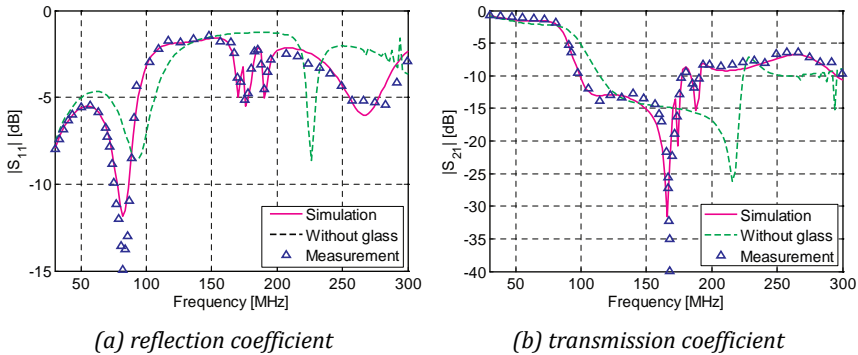 |S11| [dB]
0
-5
-10
-15
50 100 150 200 250 300
Frequency [MHz]
Simulation
Without glass
Measurement
(a) reflection coefficient
|S21| [dB]
0
-5
-10
-15
-20
-25
-30
-35
-40
50 100 150 200 250 300
Frequency [MHz]
Simulation
Without glass
Measurement
(b) transmission coefficient